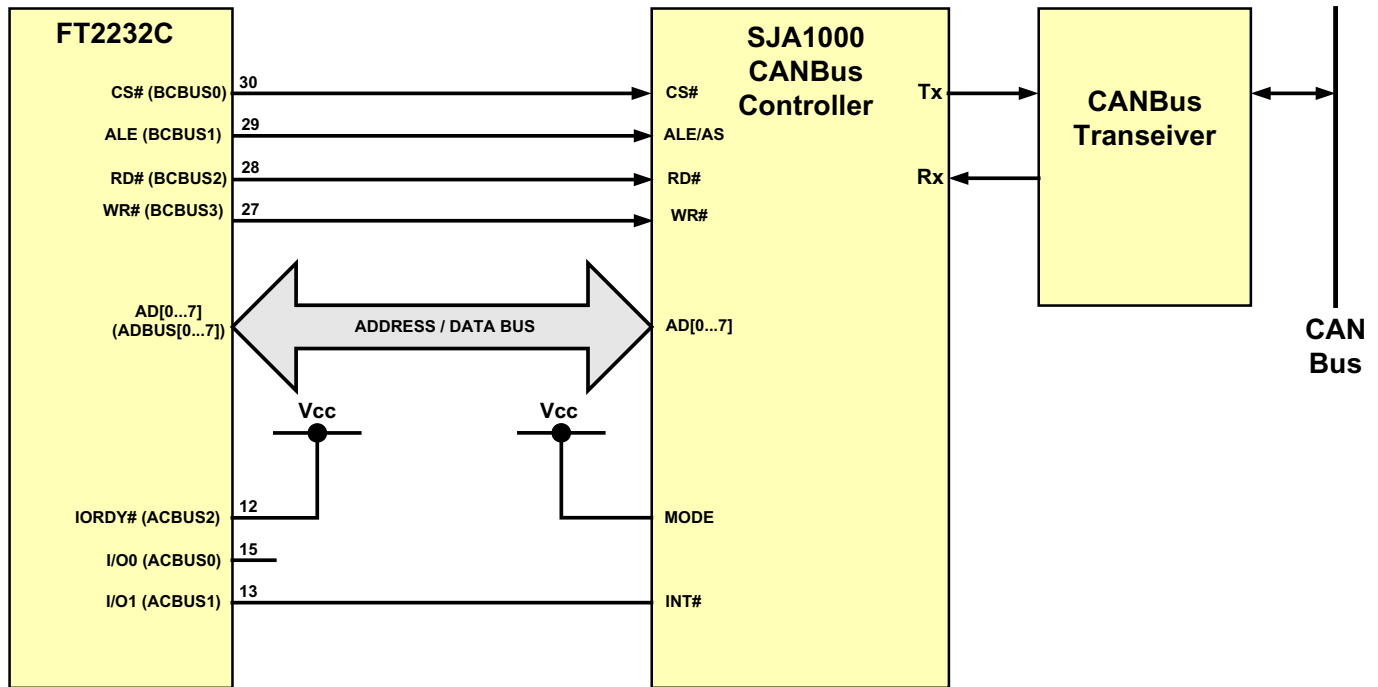 FT2232C
CS# (BCBUS0)
30
ALE (BCBUS1)
29
RD# (BCBUS2)
28
WR# (BCBUS3)
27
AD[0...7]
(ADBUS[0...7])
ADDRESS / DATA BUS
Vcc
Vcc
IORDY# (ACBUS2)
12
I/O0 (ACBUS0)
15
I/O1 (ACBUS1)
13
SJA1000
CANBus
Controller
CS#
ALE/AS
RD#
WR#
AD[0...7]
MODE
INT#
Tx
Rx
CANBus
Transeiver
CAN
Bus